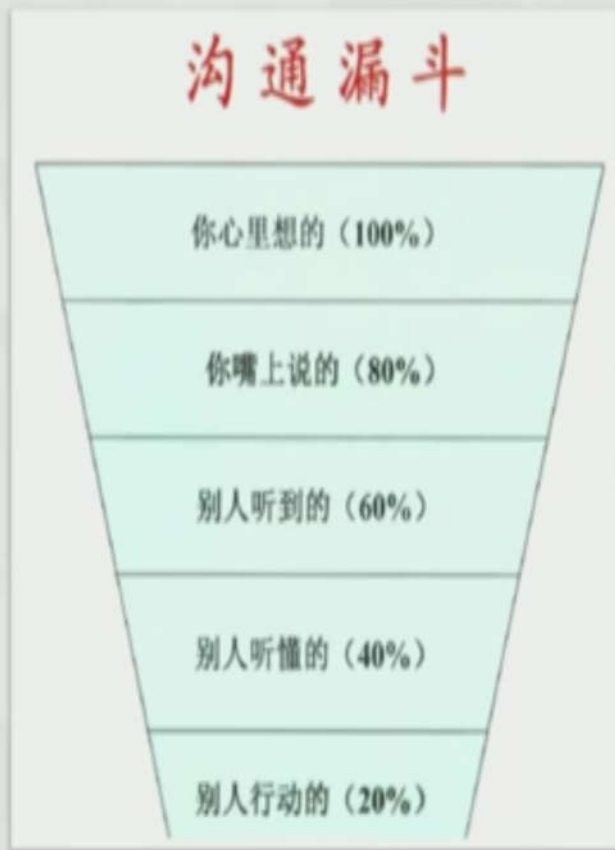 沟通漏斗
你心里想的（100%）
你嘴上说的（80%）
别人听到的（60%）
别人听懂的（40%）
别人行动的（20%）